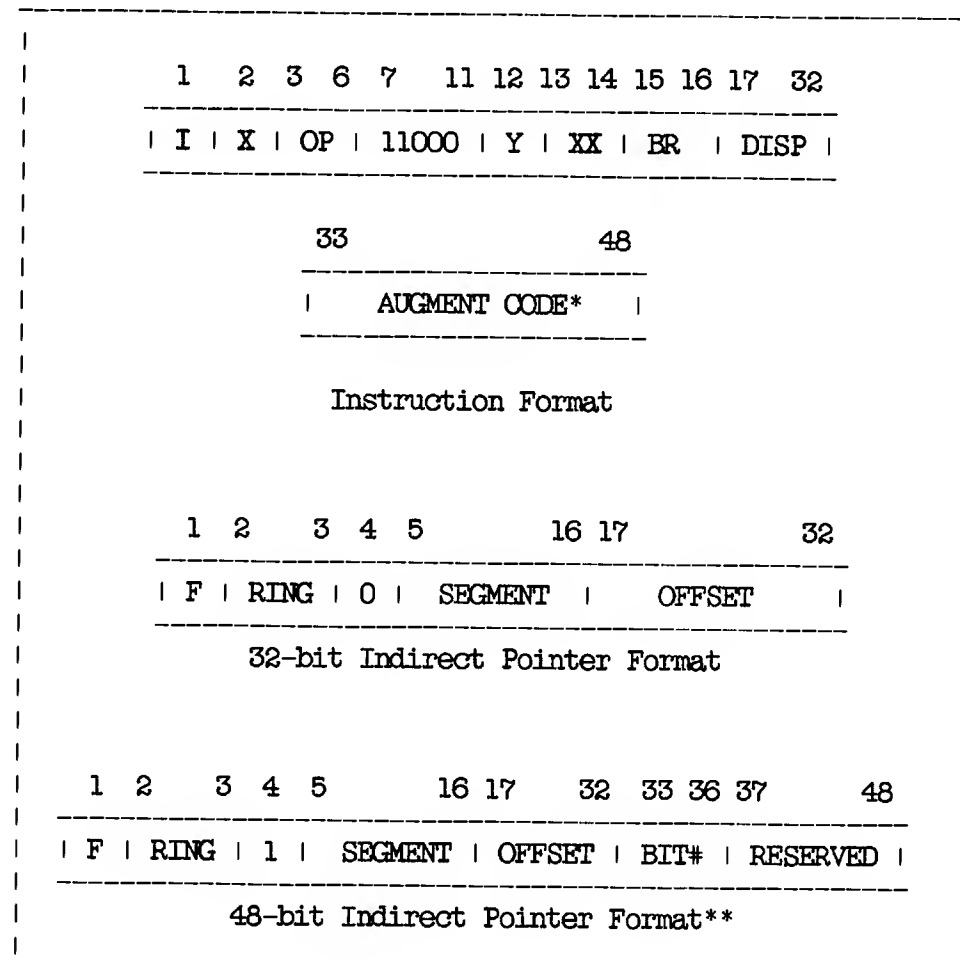 1 2 3 6 7 11 12 13 14 15 16 17 32
| I | X | OP | 11000 | Y | XX | BR | DISP |
33 48
| AUGMENT CODE* |
Instruction Format
1 2 3 4 5 16 17 32
| F | RING | 0 | SEGMENT | OFFSET |
32-bit Indirect Pointer Format
1 2 3 4 5 16 17 32 33 36 37 48
| F | RING | 1 | SEGMENT | OFFSET | BIT# | RESERVED |
48-bit Indirect Pointer Format**